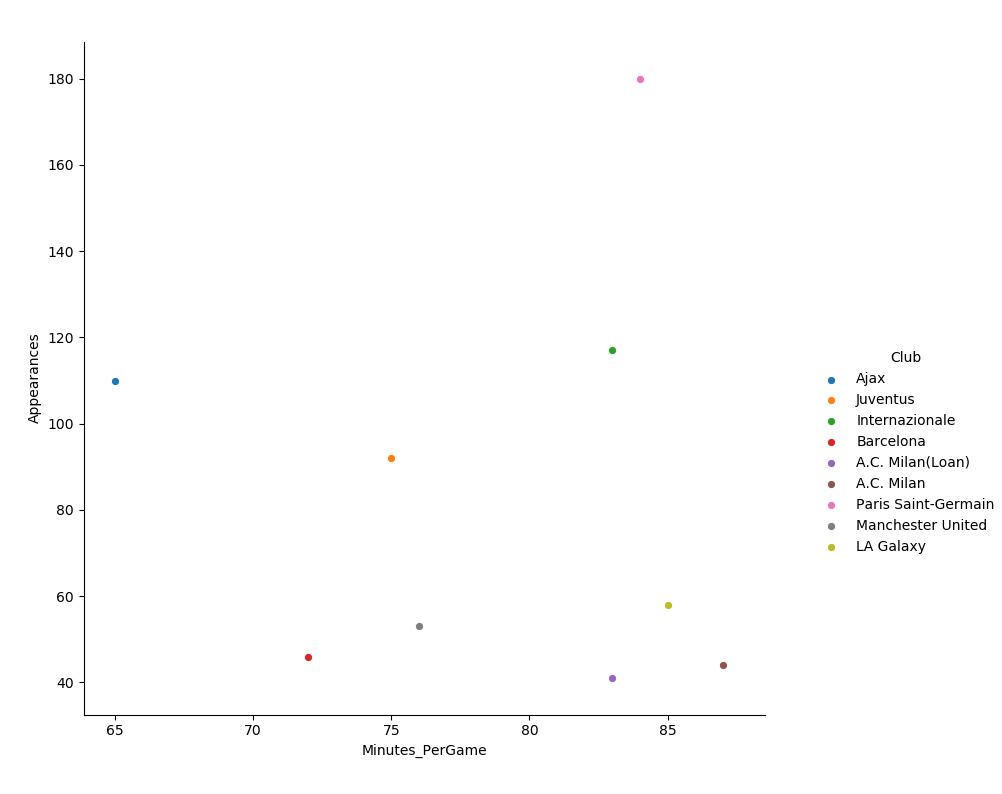 180
160
140
120
100
80
60
40
Appearances
65 70 75 80 85
Minutes_PerGame
Club
Ajax
Juventus
Internazionale
Barcelona
A.C. Milan(Loan)
A.C. Milan
Paris Saint-Germain
Manchester United
LA Galaxy